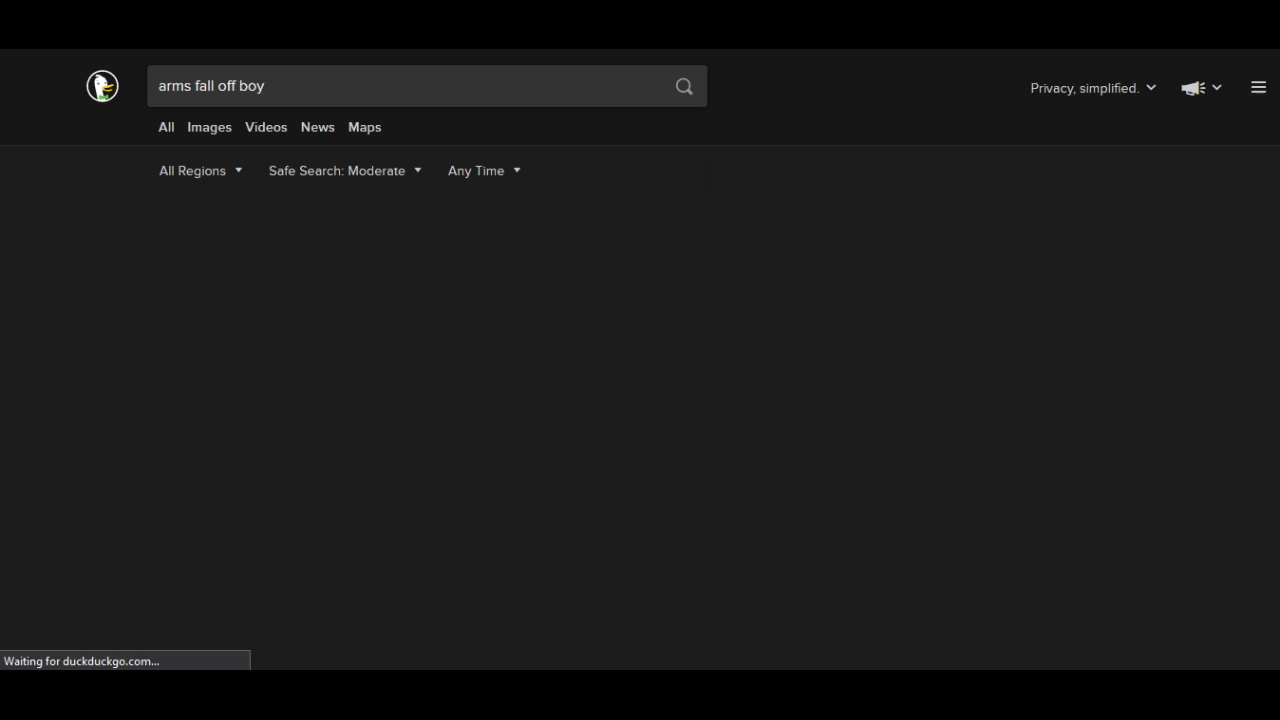 arms fall off boy
Privacy, simplified.
All Images Videos News Maps
All Regions Safe Search: Moderate Any Time
Waiting for duckduckgo.com...